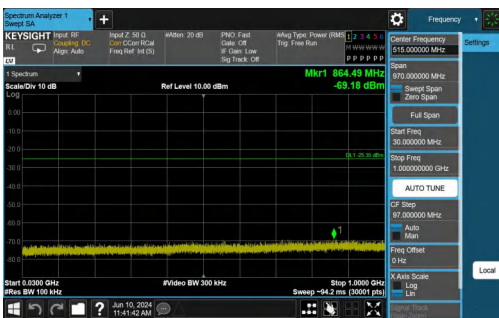 Spectrum Analyzer 1
Swept SA
+
Frequency
KEYSIGHT
RL
Input: RF
Coupling: DC
Align: Auto
Input Z: 50 Ω
Corr CCorr RCal
Freq Ref: Int (S)
#Atten: 20 dB
PNO: Fast
Gate: Off
IF Gain: Low
Sig Track: Off
#Avg Type: Power (RMS
Trig: Free Run
1 2 3 4 5 6
M W W W W W
P P P P P P
1 Spectrum
Scale/Div 10 dB
Ref Level 10.00 dBm
Mkr1 864.49 MHz
-69.18 dBm
Log
0.00
-10.0
-20.0
DL1 -25.30 dBm
-30.0
-40.0
-50.0
-60.0
1
-70.0
-80.0
Start 0.0300 GHz
#Res BW 100 kHz
#Video BW 300 kHz
Stop 1.0000 GHz
Sweep ~94.2 ms (30001 pts)
?
Jun 10, 2024
11:41:42 AM
Center Frequency
515.000000 MHz
Settings
Span
970.000000 MHz
Swept Span
Zero Span
Full Span
Start Freq
30.000000 MHz
Stop Freq
1.000000000 GHz
AUTO TUNE
CF Step
97.000000 MHz
Auto
Man
Freq Offset
0 Hz
X Axis Scale
Log
Lin
Signal Track
Local